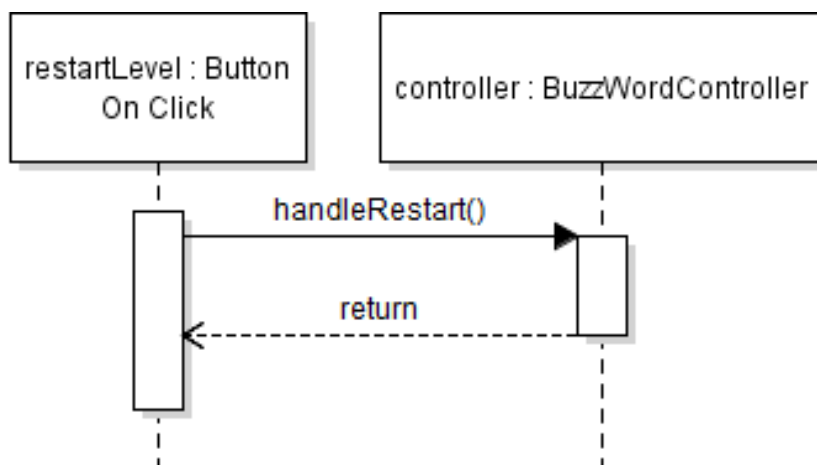 restartLevel : Button
On Click
controller : BuzzWordController
handleRestart()
return